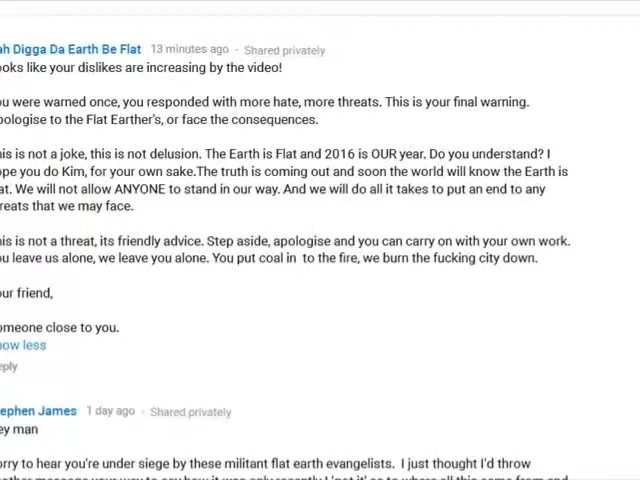 ah Digga Da Earth Be Flat 13 minutes ago · Shared privately
ooks like your dislikes are increasing by the video!
ou were warned once, you responded with more hate, more threats. This is your final warning.
pologise to the Flat Earther's, or face the consequences.
is is not a joke, this is not delusion. The Earth is Flat and 2016 is OUR year. Do you understand? I
ope you do Kim, for your own sake.The truth is coming out and soon the world will know the Earth is
at. We will not allow ANYONE to stand in our way. And we will do all it takes to put an end to any
reats that we may face.
is is not a threat, its friendly advice. Step aside, apologise and you can carry on with your own work.
ou leave us alone, we leave you alone. You put coal in to the fire, we burn the fucking city down.
our friend,
omeone close to you.
ow less
eply
ephen James 1 day ago · Shared privately
ey man
orry to hear you're under siege by these militant flat earth evangelists. I just thought I'd throw